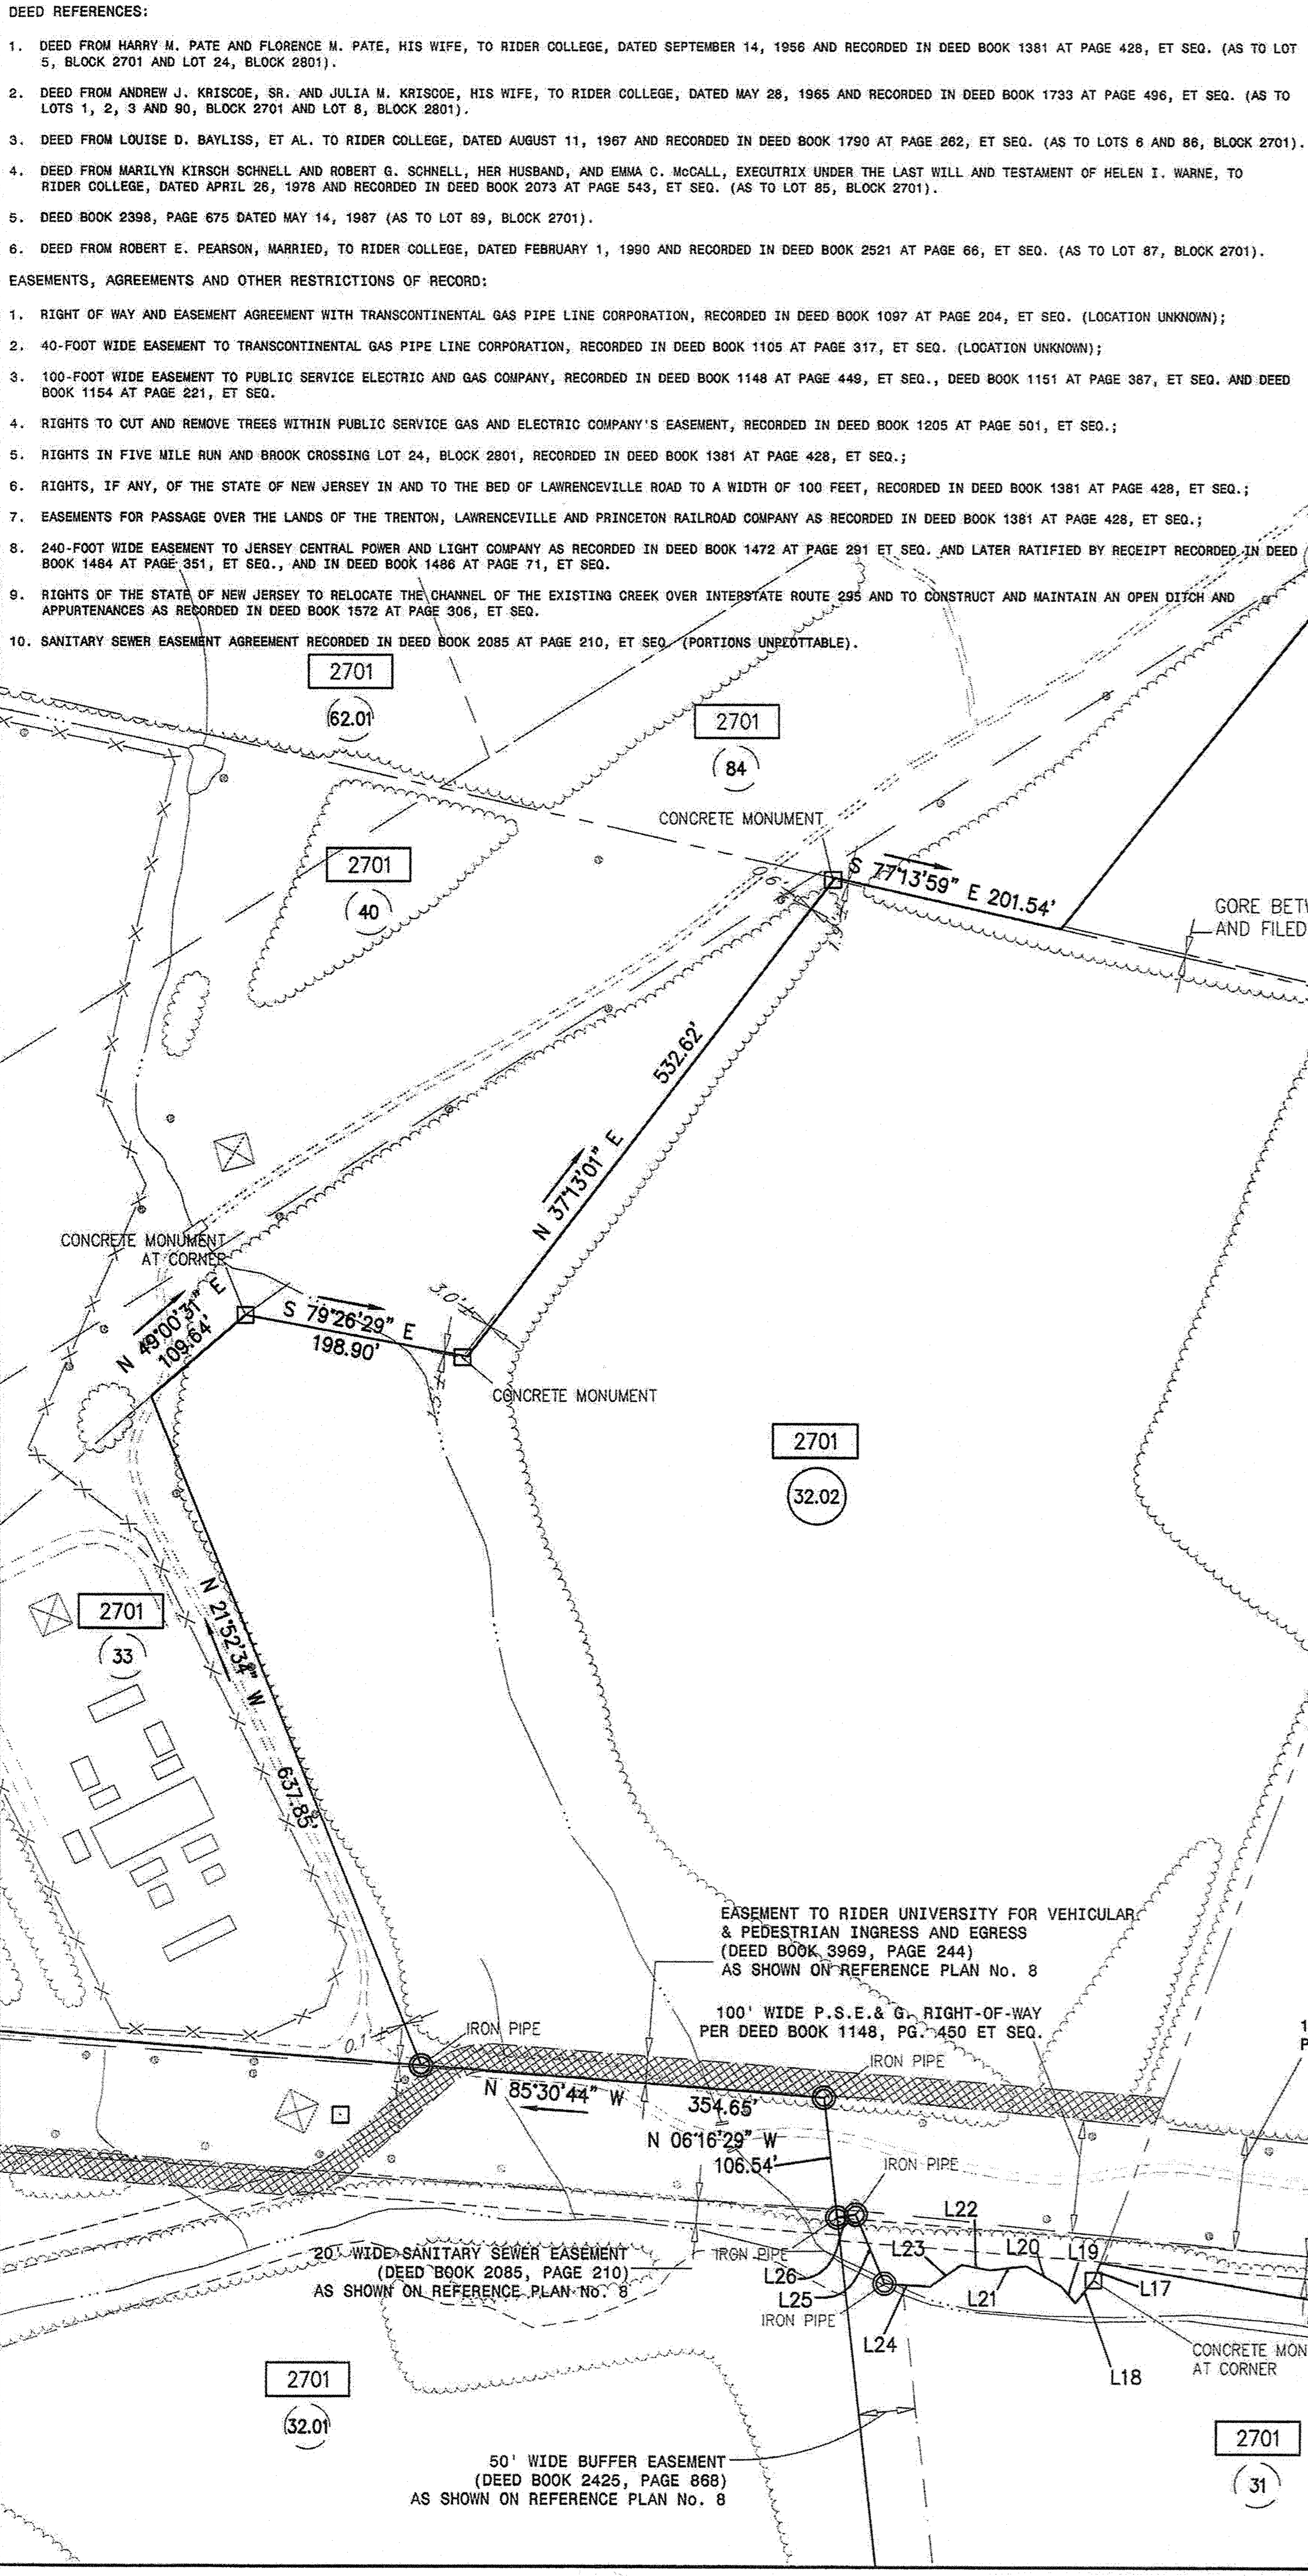 DEED REFERENCES:
1. DEED FROM HARRY M. PATE AND FLORENCE M. PATE, HIS WIFE, TO RIDER COLLEGE, DATED SEPTEMBER 14, 1956 AND RECORDED IN DEED BOOK 1381 AT PAGE 428, ET SEQ. (AS TO LOT
5, BLOCK 2701 AND LOT 24, BLOCK 2801).
2. DEED FROM ANDREW J. KRISCOE, SR. AND JULIA M. KRISCOE, HIS WIFE, TO RIDER COLLEGE, DATED MAY 28, 1965 AND RECORDED IN DEED BOOK 1733 AT PAGE 496, ET SEQ. (AS TO
LOTS 1, 2, 3 AND 90, BLOCK 2701 AND LOT 8, BLOCK 2801).
3. DEED FROM LOUISE D. BAYLISS, ET AL. TO RIDER COLLEGE, DATED AUGUST 11, 1967 AND RECORDED IN DEED BOOK 1790 AT PAGE 262, ET SEQ. (AS TO LOTS 6 AND 86, BLOCK 2701).
4. DEED FROM MARILYN KIRSCH SCHNELL AND ROBERT G. SCHNELL, HER HUSBAND, AND EMMA C. McCALL, EXECUTRIX UNDER THE LAST WILL AND TESTAMENT OF HELEN I. WARNE, TO
RIDER COLLEGE, DATED APRIL 26, 1978 AND RECORDED IN DEED BOOK 2073 AT PAGE 543, ET SEQ. (AS TO LOT 85, BLOCK 2701).
5. DEED BOOK 2398, PAGE 675 DATED MAY 14, 1987 (AS TO LOT 89, BLOCK 2701).
6. DEED FROM ROBERT E. PEARSON, MARRIED, TO RIDER COLLEGE, DATED FEBRUARY 1, 1990 AND RECORDED IN DEED BOOK 2521 AT PAGE 66, ET SEQ. (AS TO LOT 87, BLOCK 2701).
EASEMENTS, AGREEMENTS AND OTHER RESTRICTIONS OF RECORD:
1. RIGHT OF WAY AND EASEMENT AGREEMENT WITH TRANSCONTINENTAL GAS PIPE LINE CORPORATION, RECORDED IN DEED BOOK 1097 AT PAGE 204, ET SEQ. (LOCATION UNKNOWN);
2. 40-FOOT WIDE EASEMENT TO TRANSCONTINENTAL GAS PIPE LINE CORPORATION, RECORDED IN DEED BOOK 1105 AT PAGE 317, ET SEQ. (LOCATION UNKNOWN);
3. 100-FOOT WIDE EASEMENT TO PUBLIC SERVICE ELECTRIC AND GAS COMPANY, RECORDED IN DEED BOOK 1148 AT PAGE 449, ET SEQ., DEED BOOK 1151 AT PAGE 387, ET SEQ. AND DEED
BOOK 1154 AT PAGE 221, ET SEQ.
4. RIGHTS TO CUT AND REMOVE TREES WITHIN PUBLIC SERVICE GAS AND ELECTRIC COMPANY'S EASEMENT, RECORDED IN DEED BOOK 1205 AT PAGE 501, ET SEQ.;
5. RIGHTS IN FIVE MILE RUN AND BROOK CROSSING LOT 24, BLOCK 2801, RECORDED IN DEED BOOK 1381 AT PAGE 428, ET SEQ.;
6. RIGHTS, IF ANY, OF THE STATE OF NEW JERSEY IN AND TO THE BED OF LAWRENCEVILLE ROAD TO A WIDTH OF 100 FEET, RECORDED IN DEED BOOK 1381 AT PAGE 428, ET SEQ.;
7. EASEMENTS FOR PASSAGE OVER THE LANDS OF THE TRENTON, LAWRENCEVILLE AND PRINCETON RAILROAD COMPANY AS RECORDED IN DEED BOOK 1381 AT PAGE 428, ET SEQ.;
8. 240-FOOT WIDE EASEMENT TO JERSEY CENTRAL POWER AND LIGHT COMPANY AS RECORDED IN DEED BOOK 1472 AT PAGE 291 ET SEQ. AND LATER RATIFIED BY RECEIPT RECORDED IN DEED
BOOK 1484 AT PAGE 351, ET SEQ., AND IN DEED BOOK 1486 AT PAGE 71, ET SEQ.
9. RIGHTS OF THE STATE OF NEW JERSEY TO RELOCATE THE CHANNEL OF THE EXISTING CREEK OVER INTERSTATE ROUTE 295 AND TO CONSTRUCT AND MAINTAIN AN OPEN DITCH AND
APPURTENANCES AS RECORDED IN DEED BOOK 1572 AT PAGE 306, ET SEQ.
10. SANITARY SEWER EASEMENT AGREEMENT RECORDED IN DEED BOOK 2085 AT PAGE 210, ET SEQ. (PORTIONS UNPLOTTABLE).
2701
62.01
2701
84
CONCRETE MONUMENT
2701
40
S 77°13'59" E 201.54'
GORE BET
AND FILED
532.62'
N 37°13'01" E
CONCRETE MONUMENT
AT CORNER
N 49°00'31" E
109.64'
S 79°26'29" E
198.90'
3.0'
CONCRETE MONUMENT
2701
32.02
2701
33
N 21°52'34" W
637.85'
EASEMENT TO RIDER UNIVERSITY FOR VEHICULAR
& PEDESTRIAN INGRESS AND EGRESS
(DEED BOOK 3969, PAGE 244)
AS SHOWN ON REFERENCE PLAN No. 8
100' WIDE P.S.E.& G. RIGHT-OF-WAY
PER DEED BOOK 1148, PG. 450 ET SEQ.
0.1'
IRON PIPE
IRON PIPE
N 85°30'44" W
354.65'
N 06°16'29" W
106.54'
IRON PIPE
L22
20' WIDE SANITARY SEWER EASEMENT
(DEED BOOK 2085, PAGE 210)
AS SHOWN ON REFERENCE PLAN No. 8
IRON PIPE
L23
L20
L19
L26
L25
L21
L17
IRON PIPE
L24
L18
CONCRETE MON
AT CORNER
2701
32.01
2701
31
50' WIDE BUFFER EASEMENT
(DEED BOOK 2425, PAGE 868)
AS SHOWN ON REFERENCE PLAN No. 8